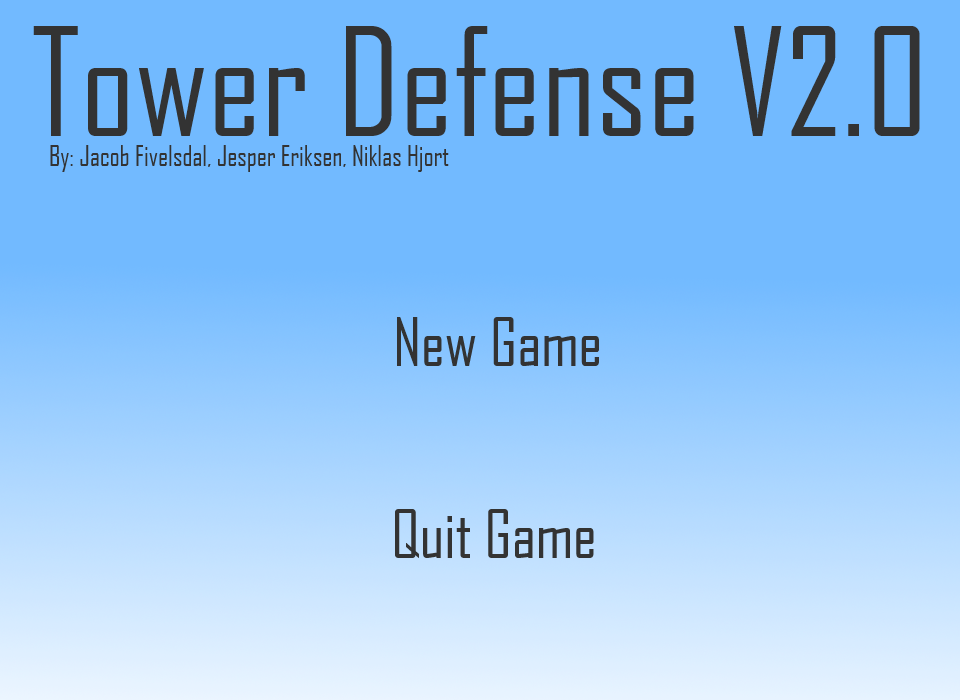 Tower Defense V2.0
By: Jacob Fivelsdal, Jesper Eriksen, Niklas Hjort
New Game
Quit Game